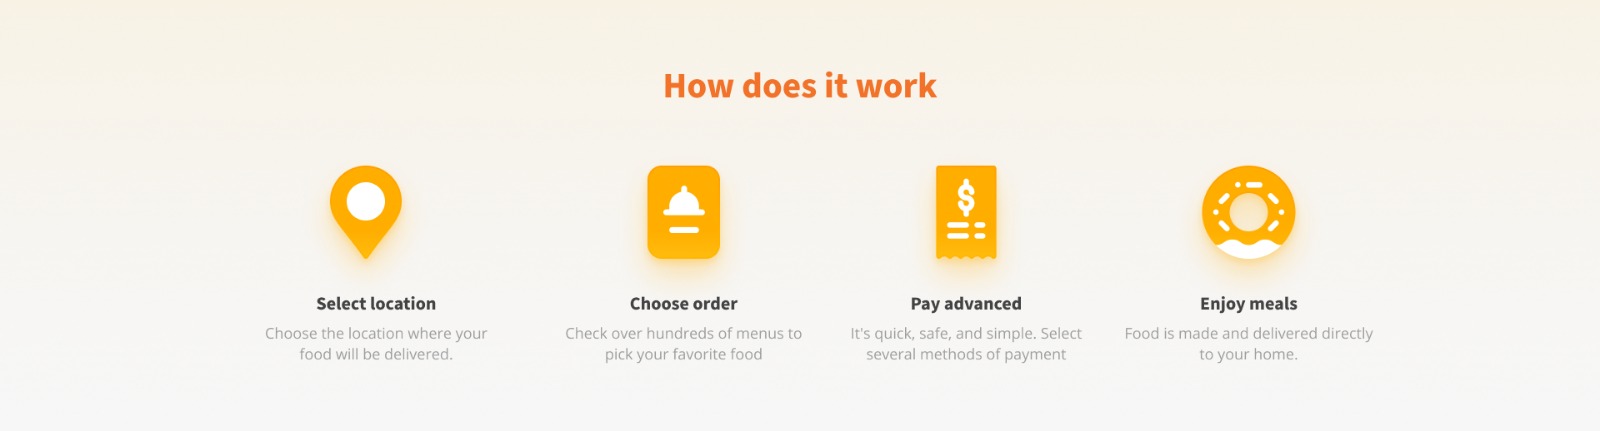 How does it work
Select location
Choose the location where your
food will be delivered.
Choose order
Check over hundreds of menus to
pick your favorite food
$
Pay advanced
It's quick, safe, and simple. Select
several methods of payment
Enjoy meals
Food is made and delivered directly
to your home.